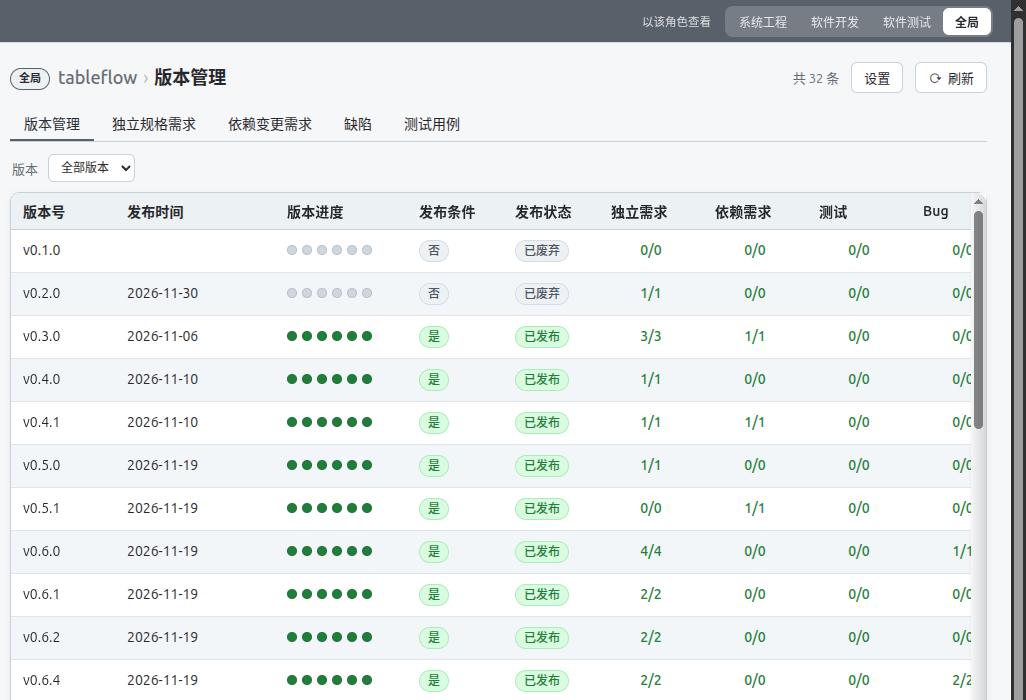 以该角色查看 系统工程 软件开发 软件测试 全局
全局 tableflow › 版本管理 共 32 条 设置 刷新
版本管理 独立规格需求 依赖变更需求 缺陷 测试用例
版本 全部版本
版本号 发布时间 版本进度 发布条件 发布状态 独立需求 依赖需求 测试 Bug
v0.1.0 否 已废弃 0/0 0/0 0/0 0/0
v0.2.0 2026-11-30 否 已废弃 1/1 0/0 0/0 0/0
v0.3.0 2026-11-06 是 已发布 3/3 1/1 0/0 0/0
v0.4.0 2026-11-10 是 已发布 1/1 0/0 0/0 0/0
v0.4.1 2026-11-10 是 已发布 1/1 1/1 0/0 0/0
v0.5.0 2026-11-19 是 已发布 1/1 0/0 0/0 0/0
v0.5.1 2026-11-19 是 已发布 0/0 1/1 0/0 0/0
v0.6.0 2026-11-19 是 已发布 4/4 0/0 0/0 1/1
v0.6.1 2026-11-19 是 已发布 2/2 0/0 0/0 0/0
v0.6.2 2026-11-19 是 已发布 2/2 0/0 0/0 0/0
v0.6.4 2026-11-19 是 已发布 2/2 0/0 0/0 2/2